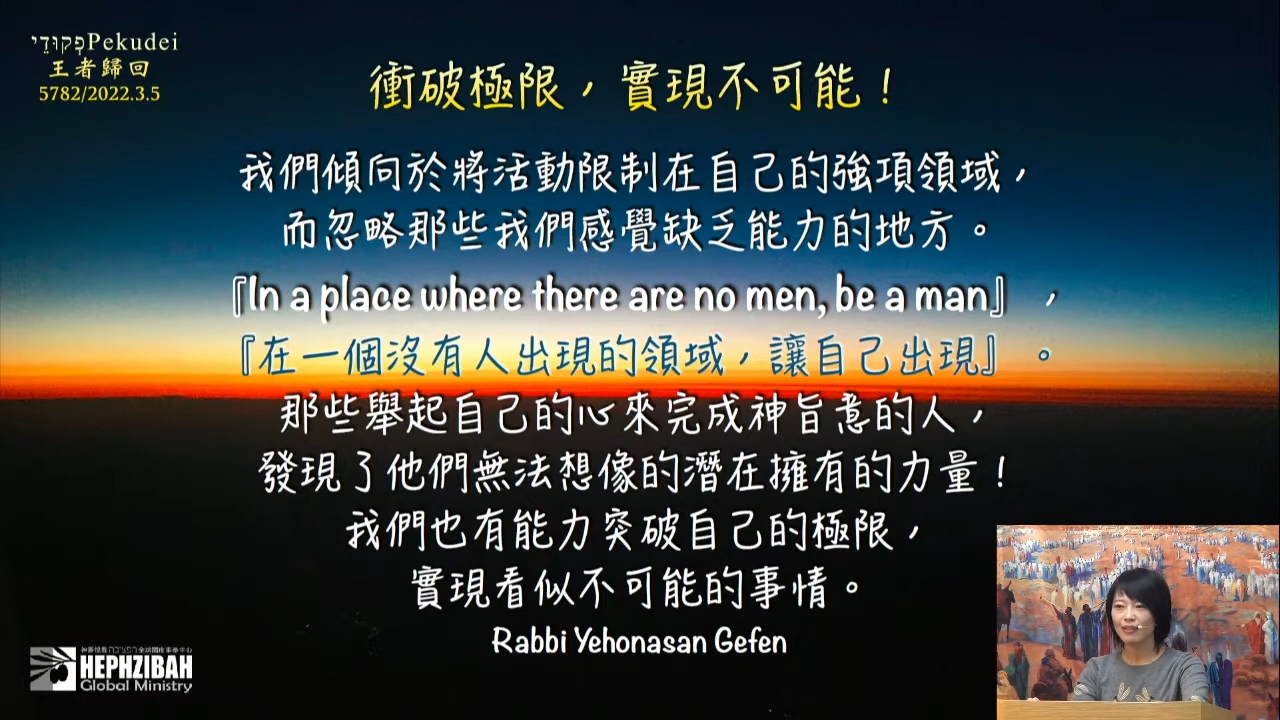 פְקוּדֵיPekudei
王者歸回
5782/2022.3.5
衝破極限，實現不可能！
我們傾向於將活動限制在自己的強項領域，
而忽略那些我們感覺缺乏能力的地方。
『In a place where there are no men, be a man』，
『在一個沒有人出現的領域，讓自己出現』。
那些舉起自己的心來完成神旨意的人，
發現了他們無法想像的潛在擁有的力量！
我們也有能力突破自己的極限，
實現看似不可能的事情。
Rabbi Yehonasan Gefen
HEPHZIBAH
Global Ministry